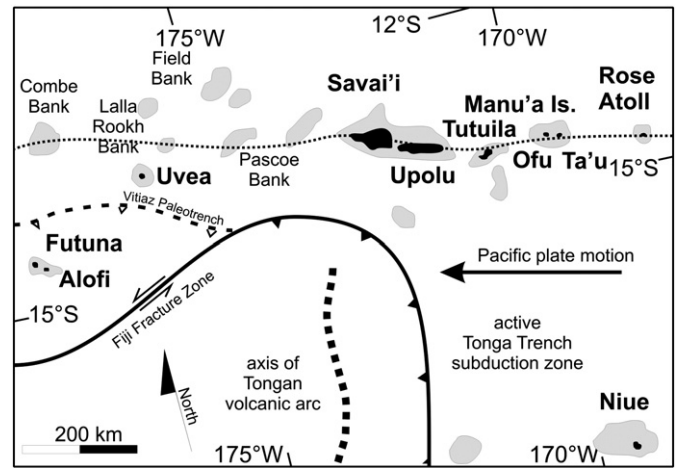 12°S
175°W
170°W
Field
Bank
Combe
Bank
Lalla
Rookh
Bank
Savai'i
Manu'a Is.
Rose
Atoll
Tutuila
Pascoe
Bank
Upolu
Ofu Ta'u
15°S
Uvea
Vitiaz Paleotrench
Futuna
Alofi
15°S
Fiji Fracture Zone
Pacific plate motion
active
Tonga Trench
subduction zone
axis of
Tongan
volcanic arc
North
Niue
200 km
175°W
170°W